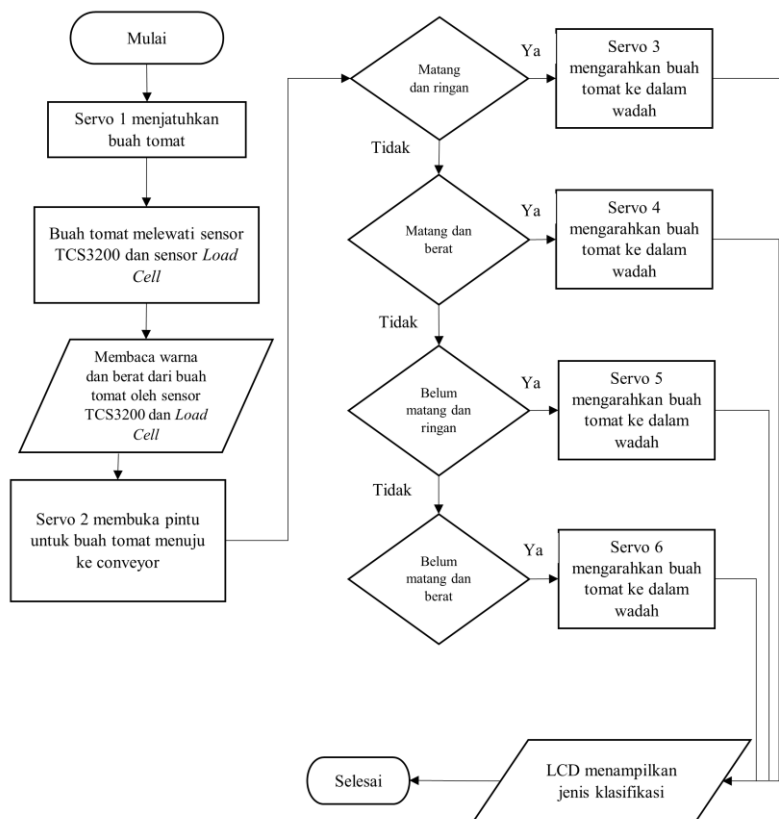 Mulai
Servo 1 menjatuhkan
buah tomat
Buah tomat melewati sensor
TCS3200 dan sensor Load
Cell
Membaca warna
dan berat dari buah
tomat oleh sensor
TCS3200 dan Load
Cell
Servo 2 membuka pintu
untuk buah tomat menuju
ke conveyor
Matang
dan ringan
Ya
Servo 3
mengarahkan buah
tomat ke dalam
wadah
Tidak
Matang dan
berat
Ya
Servo 4
mengarahkan buah
tomat ke dalam
wadah
Tidak
Belum
matang dan
ringan
Ya
Servo 5
mengarahkan buah
tomat ke dalam
wadah
Tidak
Belum
matang dan
berat
Ya
Servo 6
mengarahkan buah
tomat ke dalam
wadah
LCD menampilkan
jenis klasifikasi
Selesai